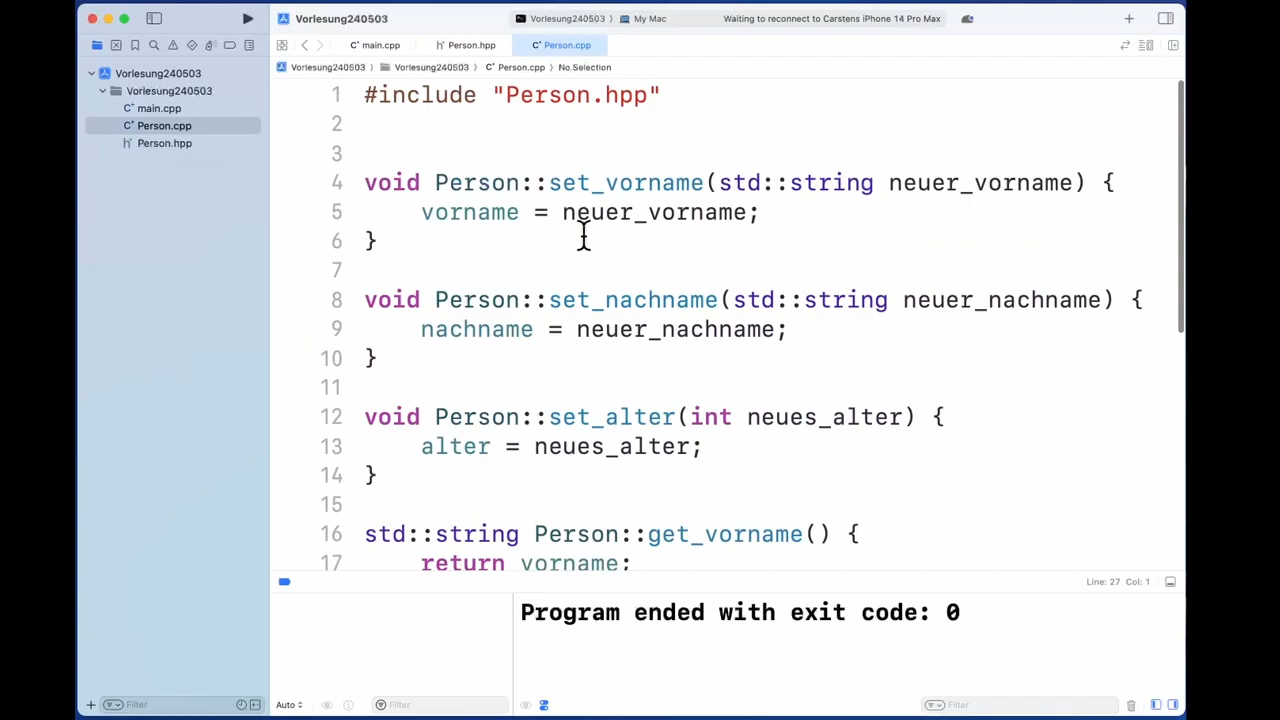 Vorlesung240503
Vorlesung240503 〉 My Mac
Waiting to reconnect to Carstens iPhone 14 Pro Max
main.cpp
Person.hpp
Person.cpp
Vorlesung240503 〉 Vorlesung240503 〉 Person.cpp 〉 No Selection
Vorlesung240503
Vorlesung240503
main.cpp
Person.cpp
Person.hpp
1 #include "Person.hpp"
2
3
4 void Person::set_vorname(std::string neuer_vorname) {
5 vorname = neuer_vorname;
6 }
7
8 void Person::set_nachname(std::string neuer_nachname) {
9 nachname = neuer_nachname;
10 }
11
12 void Person::set_alter(int neues_alter) {
13 alter = neues_alter;
14 }
15
16 std::string Person::get_vorname() {
17 return vorname;
Line: 27 Col: 1
Program ended with exit code: 0
Filter
Auto
Filter
Filter